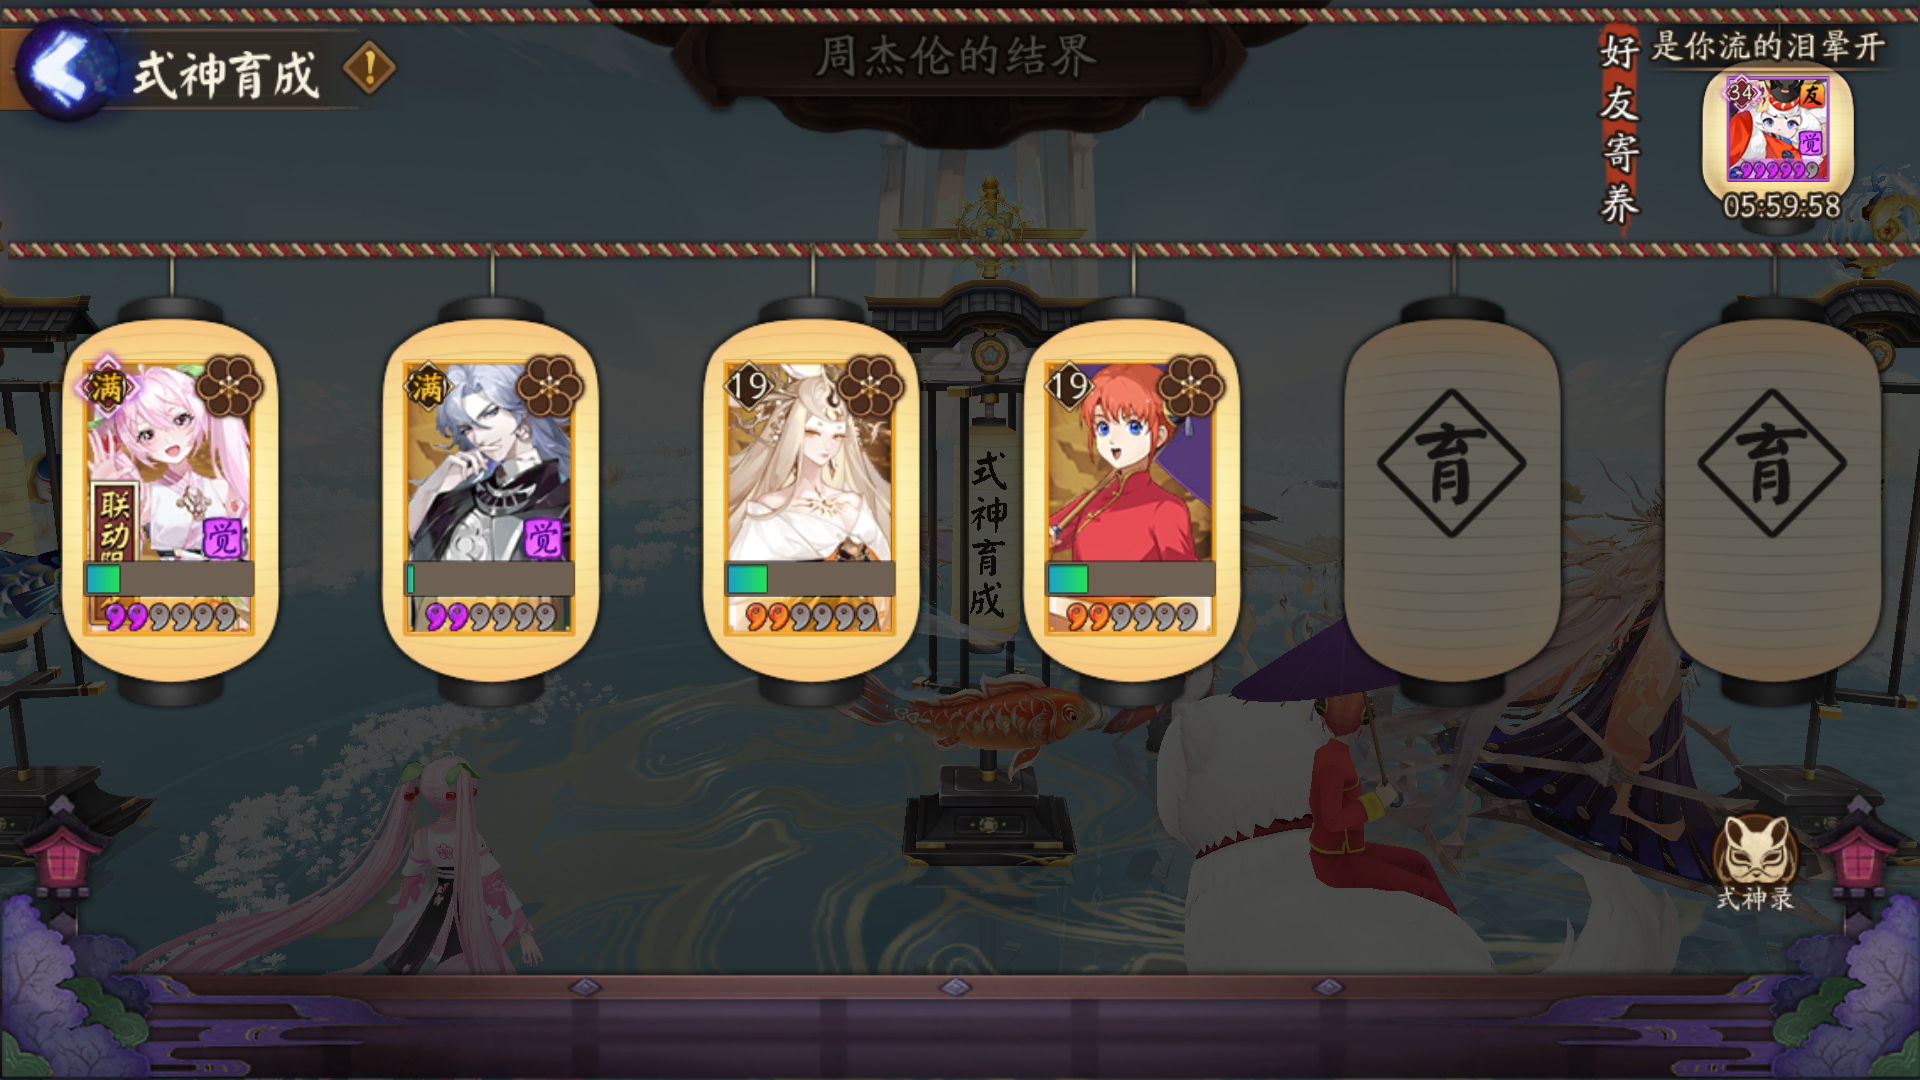 式神育成
周杰伦的结界
好友寄养
是你流的泪晕开
34
友
觉
05:59:58
满
联动限
觉
满
觉
19
19
育
育
式神育成
式神录